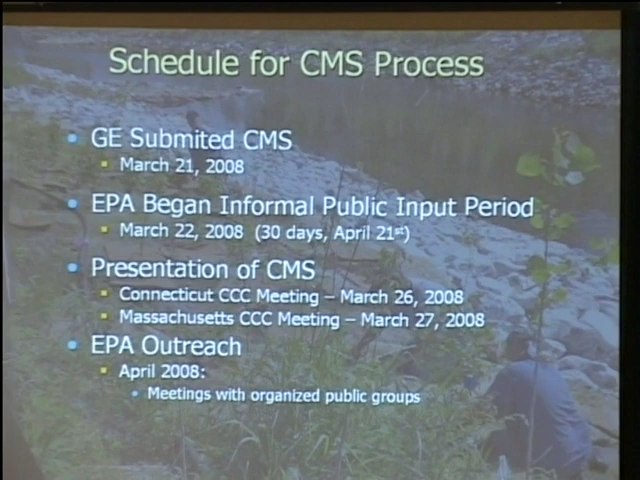 Schedule for CMS Process
GE Submited CMS
March 21, 2008
EPA Began Informal Public Input Period
March 22, 2008 (30 days, April 21st)
Presentation of CMS
Connecticut CCC Meeting – March 26, 2008
Massachusetts CCC Meeting – March 27, 2008
EPA Outreach
April 2008:
Meetings with organized public groups